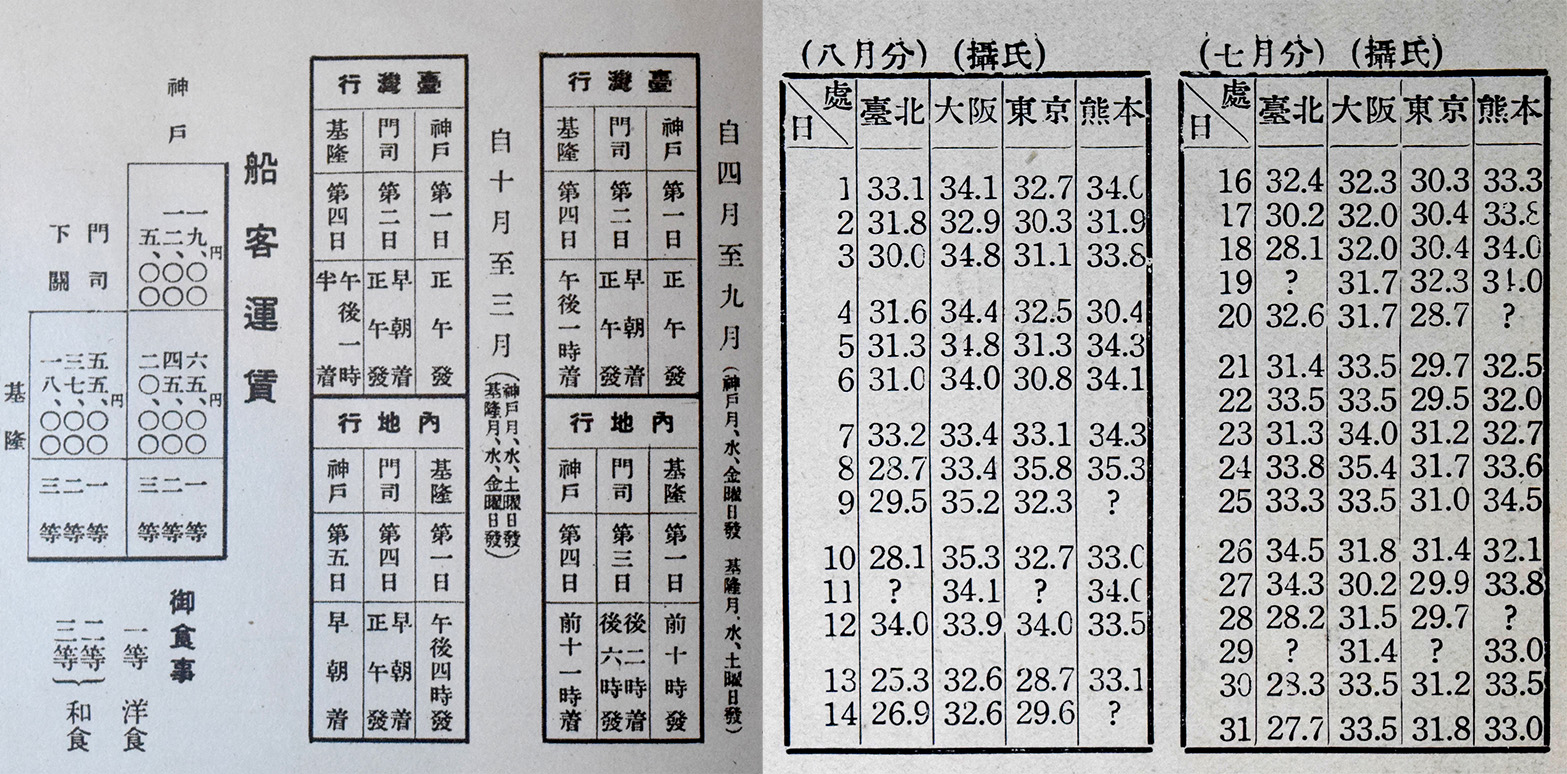 自四月至九月(神戸月、水、金曜日發 基隆月、水、土曜日發)
臺灣行
神戸 第一日 正午發
門司 第二日 早朝着 正午發
基隆 第四日 午後一時着
內地行
基隆 第一日 前十時發
門司 第三日 後二時着 後六時發
神戸 第四日 前十一時着
自十月至三月(神戸月、水、土曜日發 基隆月、水、金曜日發)
臺灣行
神戸 第一日 正午發
門司 第二日 早朝着 正午發
基隆 第四日 午後一時半着
內地行
基隆 第一日 午後四時發
門司 第四日 早朝着 正午發
神戸 第五日 早朝着
船客運賃
神戸
一九、〇〇円
一二、〇〇
五、〇〇
六五、〇〇円
四五、〇〇
二〇、〇〇
一等
二等
三等
門司
下關
五五、〇〇円
三七、〇〇
一八、〇〇
一等
二等
三等
基隆
御食事
一等 洋食
二等
三等
和食
(八月分) (攝氏)
處 日 臺北 大阪 東京 熊本
1 33.1 34.1 32.7 34.0
2 31.8 32.9 30.3 31.9
3 30.0 34.8 31.1 33.8
4 31.6 34.4 32.5 30.4
5 31.3 34.8 31.3 34.3
6 31.0 34.0 30.8 34.1
7 33.2 33.4 33.1 34.3
8 28.7 33.4 35.8 35.3
9 29.5 35.2 32.3 ?
10 28.1 35.3 32.7 33.0
11 ? 34.1 ? 34.0
12 34.0 33.9 34.0 33.5
13 25.3 32.6 28.7 33.1
14 26.9 32.6 29.6 ?
(七月分) (攝氏)
處 日 臺北 大阪 東京 熊本
16 32.4 32.3 30.3 33.3
17 30.2 32.0 30.4 33.8
18 28.1 32.0 30.4 34.0
19 ? 31.7 32.3 34.0
20 32.6 31.7 28.7 ?
21 31.4 33.5 29.7 32.5
22 33.5 33.5 29.5 32.0
23 31.3 34.0 31.2 32.7
24 33.8 35.4 31.7 33.6
25 33.3 33.5 31.0 34.5
26 34.5 31.8 31.4 32.1
27 34.3 30.2 29.9 33.8
28 28.2 31.5 29.7 ?
29 ? 31.4 ? 33.0
30 28.3 33.5 31.2 33.5
31 27.7 33.5 31.8 33.0